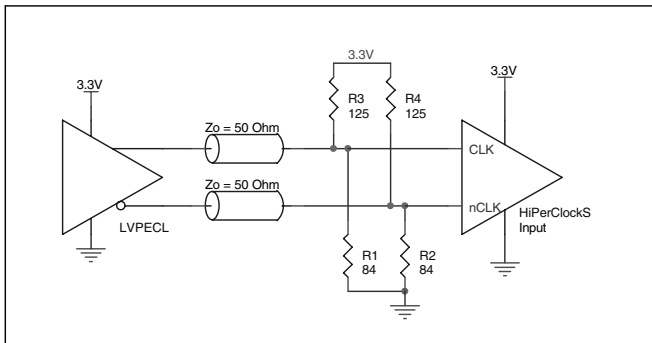 3.3V
3.3V
3.3V
R3
125
R4
125
Zo = 50 Ohm
CLK
Zo = 50 Ohm
nCLK
HiPerClockS
Input
LVPECL
R1
84
R2
84